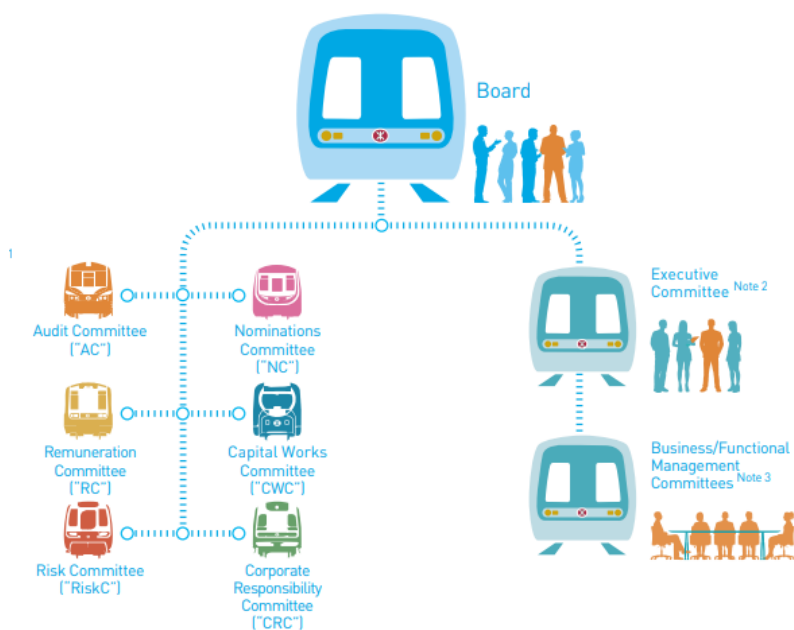 Board
1
Executive
Committee Note 2
Audit Committee
("AC")
Nominations
Committee
("NC")
Remuneration
Committee
("RC")
Capital Works
Committee
("CWC")
Business/Functional
Management
Committees Note 3
Risk Committee
("RiskC")
Corporate
Responsibility
Committee
("CRC")